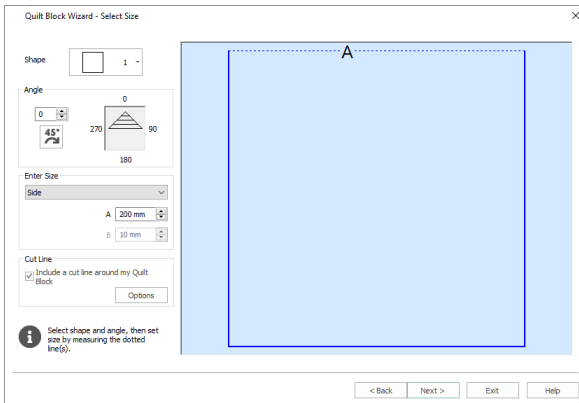 Quilt Block Wizard - Select Size
Shape
1
Angle
0
45°
0
270
90
180
Enter Size
Side
A 200 mm
B 10 mm
Cut Line
Include a cut line around my Quilt
Block
Options
i
Select shape and angle, then set
size by measuring the dotted
line(s).
A
< Back
Next >
Exit
Help